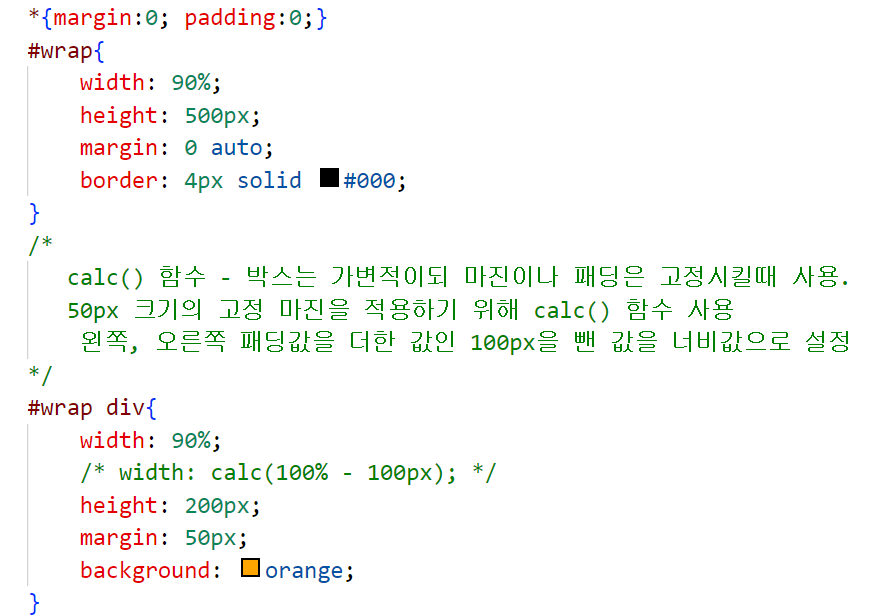 *{margin:0; padding:0;}
#wrap{
    width: 90%;
    height: 500px;
    margin: 0 auto;
    border: 4px solid #000;
}
/*
   calc() 함수 - 박스는 가변적이되 마진이나 패딩은 고정시킬때 사용.
   50px 크기의 고정 마진을 적용하기 위해 calc() 함수 사용
    왼쪽, 오른쪽 패딩값을 더한 값인 100px을 뺀 값을 너비값으로 설정
*/
#wrap div{
    width: 90%;
    /* width: calc(100% - 100px); */
    height: 200px;
    margin: 50px;
    background: orange;
}